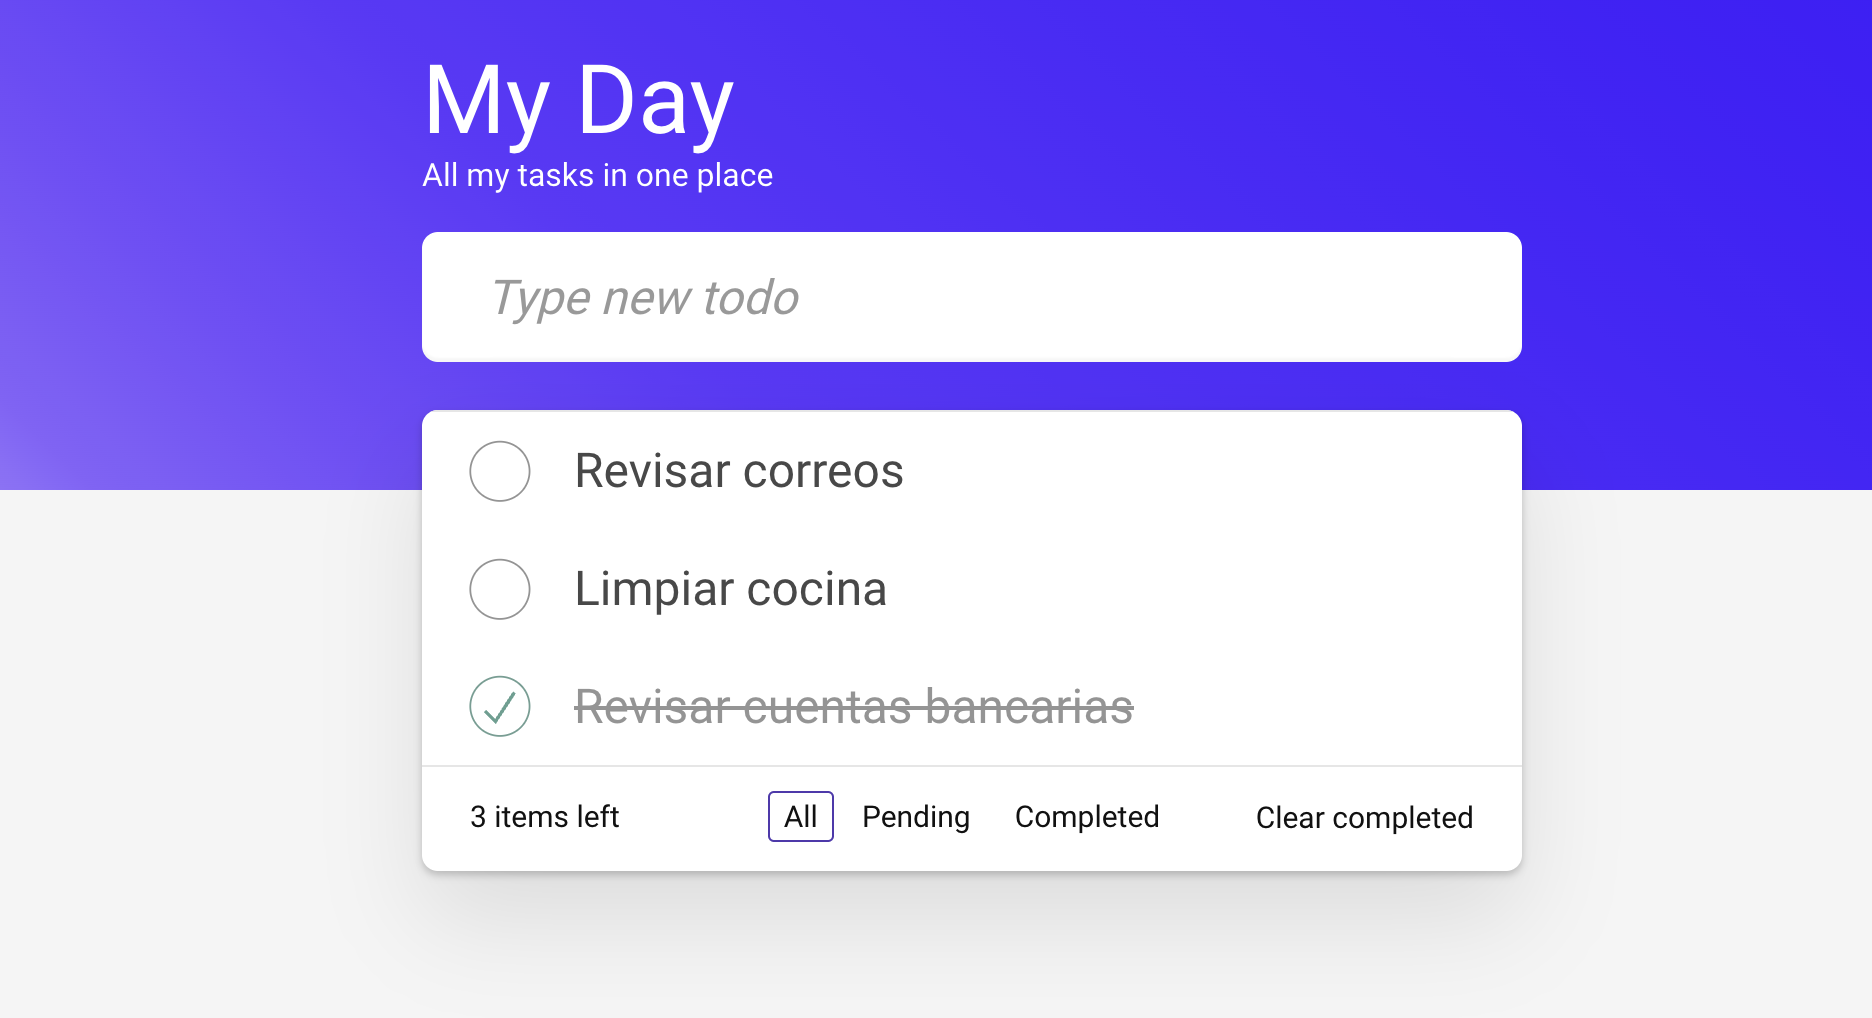 My Day
All my tasks in one place
Type new todo
Revisar correos
Limpiar cocina
Revisar cuentas bancarias
3 items left All Pending Completed Clear completed